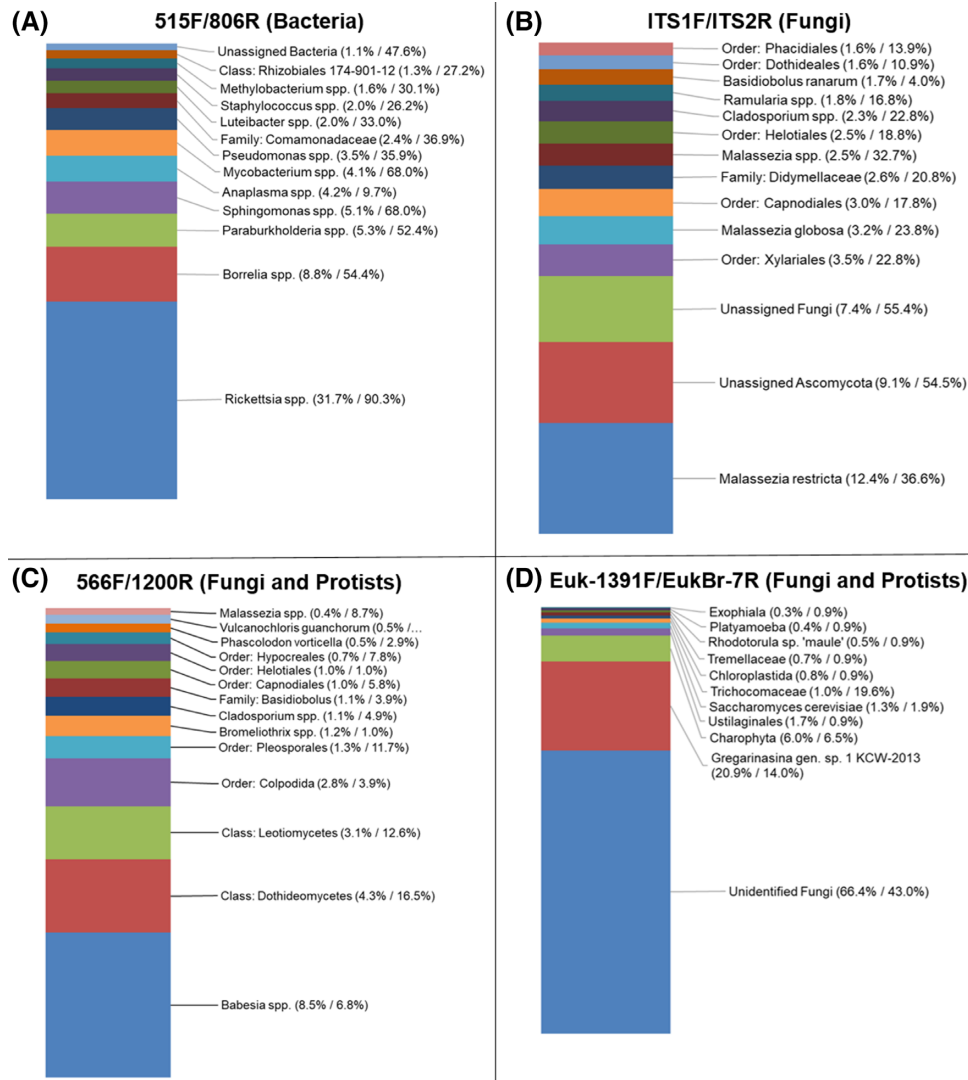 (A)
515F/806R (Bacteria)
Unassigned Bacteria (1.1% / 47.6%)
Class: Rhizobiales 174-901-12 (1.3% / 27.2%)
Methylobacterium spp. (1.6% / 30.1%)
Staphylococcus spp. (2.0% / 26.2%)
Luteibacter spp. (2.0% / 33.0%)
Family: Comamonadaceae (2.4% / 36.9%)
Pseudomonas spp. (3.5% / 35.9%)
Mycobacterium spp. (4.1% / 68.0%)
Anaplasma spp. (4.2% / 9.7%)
Sphingomonas spp. (5.1% / 68.0%)
Paraburkholderia spp. (5.3% / 52.4%)
Borrelia spp. (8.8% / 54.4%)
Rickettsia spp. (31.7% / 90.3%)
(B)
ITS1F/ITS2R (Fungi)
Order: Phacidiales (1.6% / 13.9%)
Order: Dothideales (1.6% / 10.9%)
Basidiobolus ranarum (1.7% / 4.0%)
Ramularia spp. (1.8% / 16.8%)
Cladosporium spp. (2.3% / 22.8%)
Order: Helotiales (2.5% / 18.8%)
Malassezia spp. (2.5% / 32.7%)
Family: Didymellaceae (2.6% / 20.8%)
Order: Capnodiales (3.0% / 17.8%)
Malassezia globosa (3.2% / 23.8%)
Order: Xylariales (3.5% / 22.8%)
Unassigned Fungi (7.4% / 55.4%)
Unassigned Ascomycota (9.1% / 54.5%)
Malassezia restricta (12.4% / 36.6%)
(C)
566F/1200R (Fungi and Protists)
Malassezia spp. (0.4% / 8.7%)
Vulcanochloris guanchorum (0.5% /...
Phascolodon vorticella (0.5% / 2.9%)
Order: Hypocreales (0.7% / 7.8%)
Order: Helotiales (1.0% / 1.0%)
Order: Capnodiales (1.0% / 5.8%)
Family: Basidiobolus (1.1% / 3.9%)
Cladosporium spp. (1.1% / 4.9%)
Bromeliothrix spp. (1.2% / 1.0%)
Order: Pleosporales (1.3% / 11.7%)
Order: Colpodida (2.8% / 3.9%)
Class: Leotiomycetes (3.1% / 12.6%)
Class: Dothideomycetes (4.3% / 16.5%)
Babesia spp. (8.5% / 6.8%)
(D)
Euk-1391F/EukBr-7R (Fungi and Protists)
Exophiala (0.3% / 0.9%)
Platyamoeba (0.4% / 0.9%)
Rhodotorula sp. 'maule' (0.5% / 0.9%)
Tremellaceae (0.7% / 0.9%)
Chloroplastida (0.8% / 0.9%)
Trichocomaceae (1.0% / 19.6%)
Saccharomyces cerevisiae (1.3% / 1.9%)
Ustilaginales (1.7% / 0.9%)
Charophyta (6.0% / 6.5%)
Gregarinasina gen. sp. 1 KCW-2013
(20.9% / 14.0%)
Unidentified Fungi (66.4% / 43.0%)